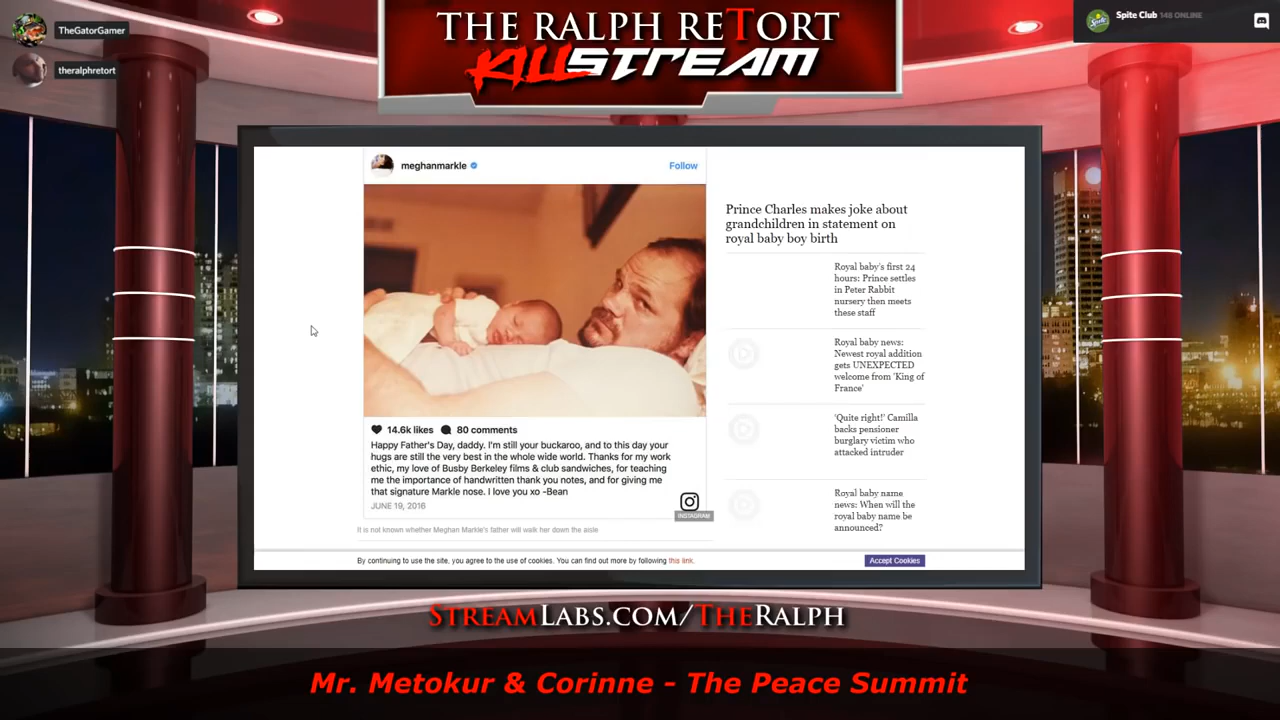 TheGatorGamer
theralphretort
THE RALPH RETORT
KILLSTREAM
Spite Club 148 ONLINE
meghanmarkle
Follow
14.6k likes 80 comments
Happy Father's Day, daddy. I'm still your buckaroo, and to this day your
hugs are still the very best in the whole wide world. Thanks for my work
ethic, my love of Busby Berkeley films & club sandwiches, for teaching
me the importance of handwritten thank you notes, and for giving me
that signature Markle nose. I love you xo -Bean
JUNE 19, 2016
INSTAGRAM
It is not known whether Meghan Markle's father will walk her down the aisle
Prince Charles makes joke about
grandchildren in statement on
royal baby boy birth
Royal baby's first 24
hours: Prince settles
in Peter Rabbit
nursery then meets
these staff
Royal baby news:
Newest royal addition
gets UNEXPECTED
welcome from 'King of
France'
'Quite right!' Camilla
backs pensioner
burglary victim who
attacked intruder
Royal baby name
news: When will the
royal baby name be
announced?
By continuing to use the site, you agree to the use of cookies. You can find out more by following this link.
Accept Cookies
STREAMLABS.COM/THERALPH
Mr. Metokur & Corinne - The Peace Summit